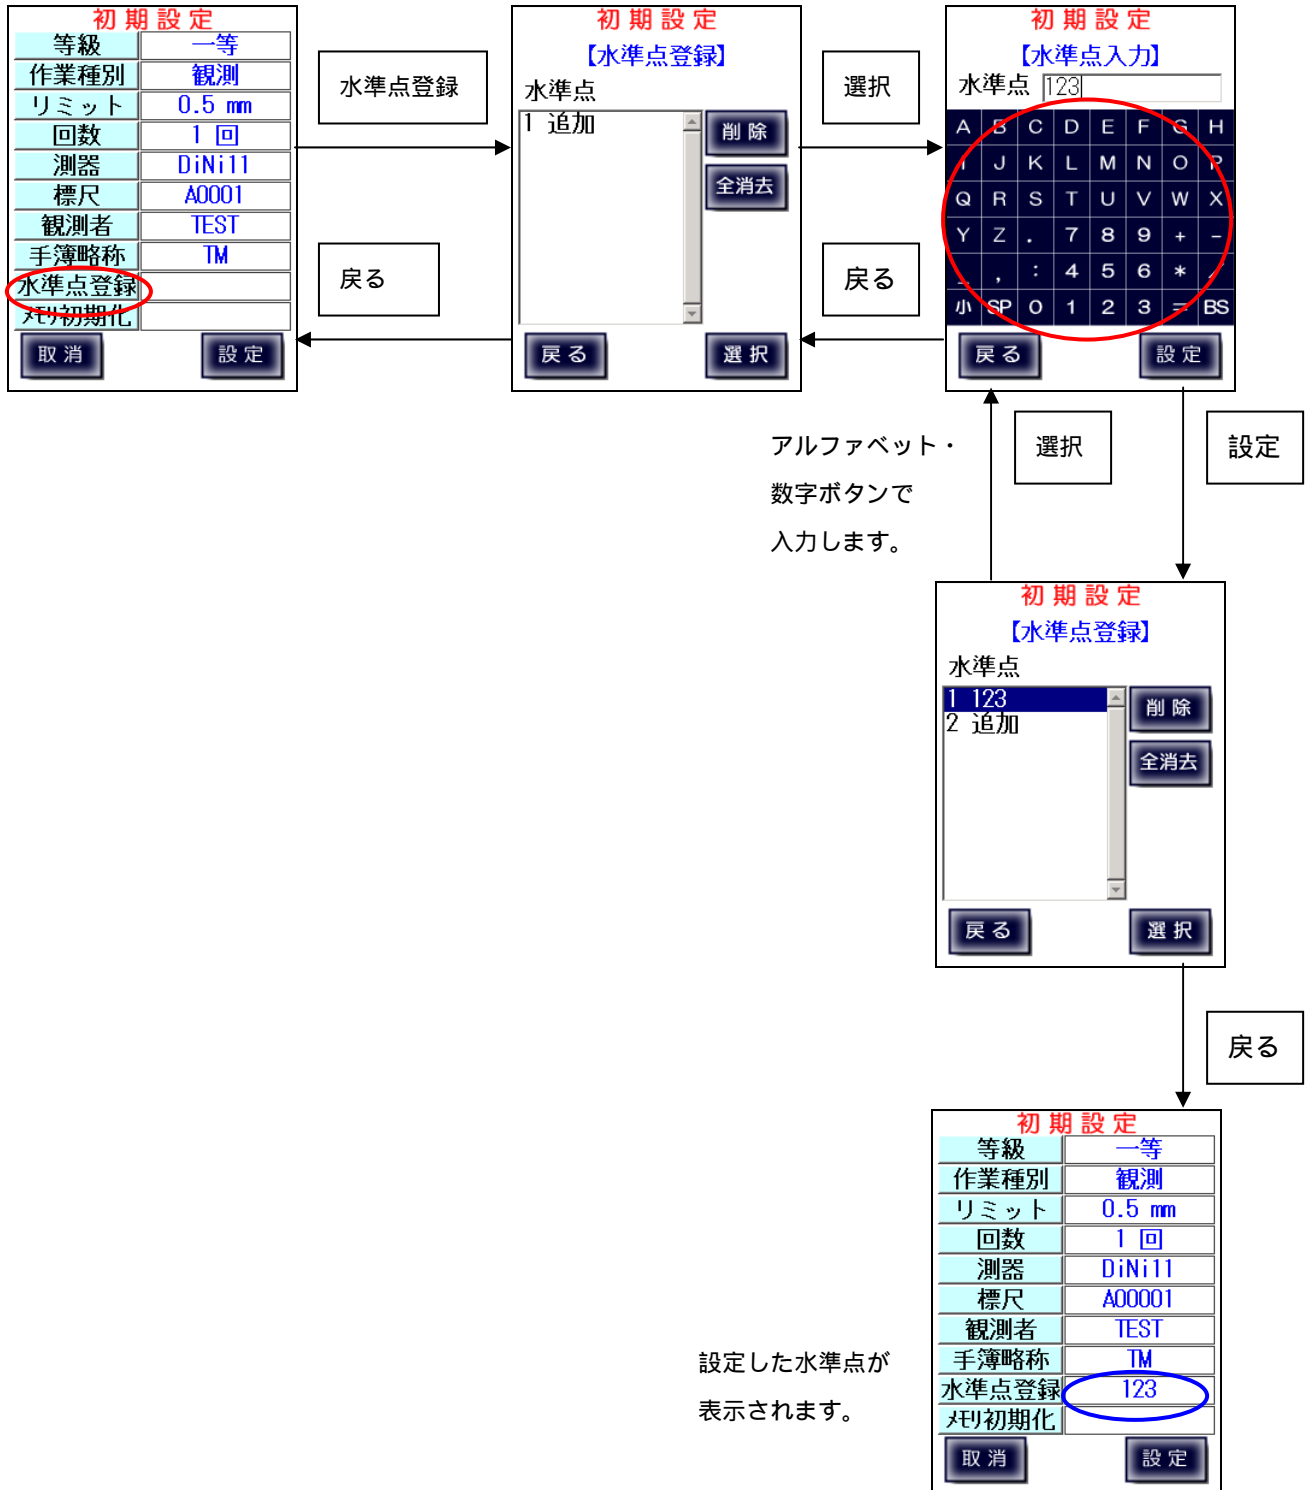 初期設定
等級 一等
作業種別 観測
リミット 0.5 mm
回数 1 回
測器 DiNi11
標尺 A0001
観測者 TEST
手簿略称 TM
水準点登録
ﾒﾓﾘ初期化
取消 設定
水準点登録
戻る
初期設定
【水準点登録】
水準点
1 追加
削除
全消去
戻る 選択
選択
戻る
初期設定
【水準点入力】
水準点 123
A B C D E F G H
I J K L M N O P
Q R S T U V W X
Y Z . 7 8 9 + -
_ , : 4 5 6 * /
小 SP 0 1 2 3 = BS
戻る 設定
アルファベット・
数字ボタンで
入力します。
選択
設定
初期設定
【水準点登録】
水準点
1 123
2 追加
削除
全消去
戻る 選択
戻る
初期設定
等級 一等
作業種別 観測
リミット 0.5 mm
回数 1 回
測器 DiNi11
標尺 A00001
観測者 TEST
手簿略称 TM
水準点登録 123
ﾒﾓﾘ初期化
取消 設定
設定した水準点が
表示されます。